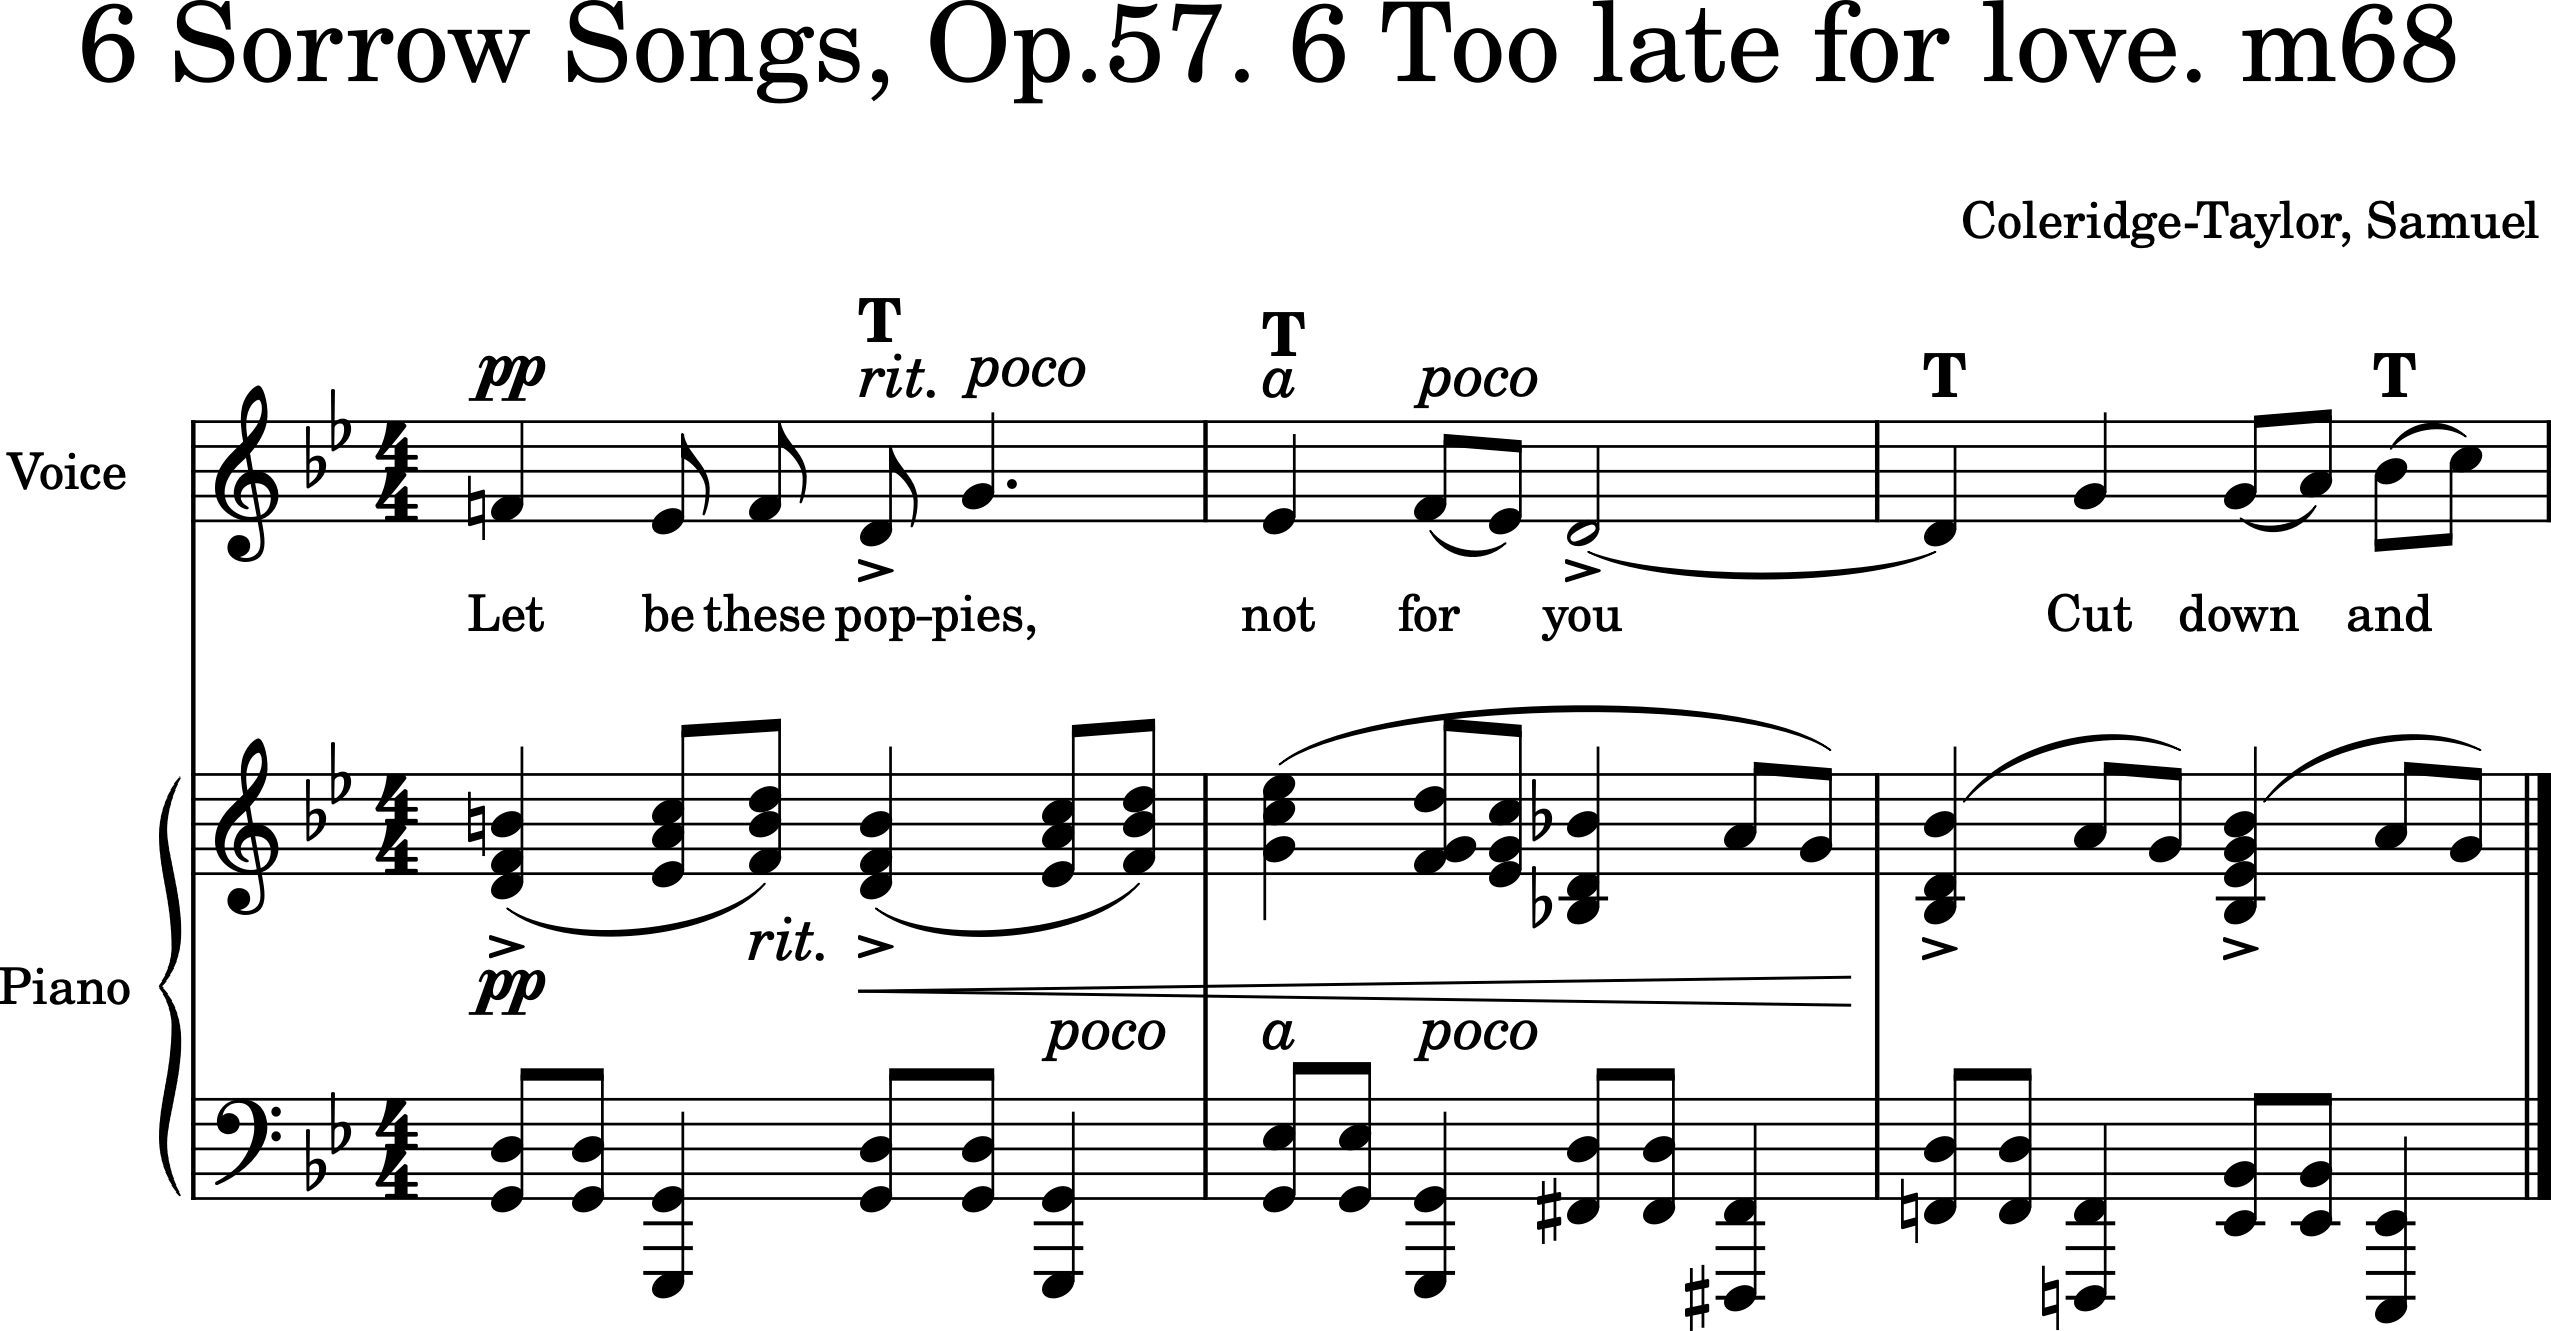 6 Sorrow Songs, Op.57. 6 Too late for love. m68
Coleridge-Taylor, Samuel
T T T T
pp rit. poco a poco
Voice
Let be these pop-pies, not for you Cut down and
rit.
Piano
pp
poco a poco